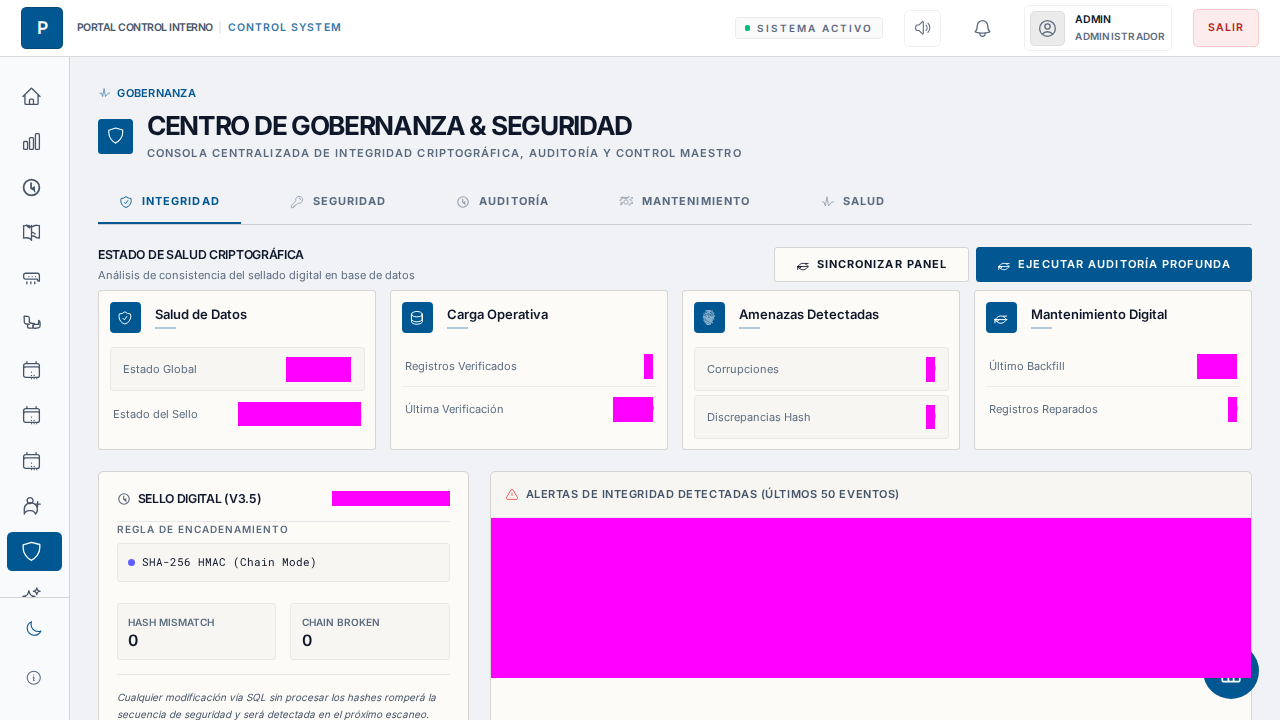 P
PORTAL CONTROL INTERNO | CONTROL SYSTEM
SISTEMA ACTIVO
ADMIN
ADMINISTRADOR
SALIR
GOBERNANZA
CENTRO DE GOBERNANZA & SEGURIDAD
CONSOLA CENTRALIZADA DE INTEGRIDAD CRIPTOGRÁFICA, AUDITORÍA Y CONTROL MAESTRO
INTEGRIDAD
SEGURIDAD
AUDITORÍA
MANTENIMIENTO
SALUD
ESTADO DE SALUD CRIPTOGRÁFICA
Análisis de consistencia del sellado digital en base de datos
SINCRONIZAR PANEL
EJECUTAR AUDITORÍA PROFUNDA
Salud de Datos
Estado Global
Estado del Sello
Carga Operativa
Registros Verificados
Última Verificación
Amenazas Detectadas
Corrupciones
Discrepancias Hash
Mantenimiento Digital
Último Backfill
Registros Reparados
SELLO DIGITAL (V3.5)
REGLA DE ENCADENAMIENTO
SHA-256 HMAC (Chain Mode)
HASH MISMATCH
0
CHAIN BROKEN
0
Cualquier modificación vía SQL sin procesar los hashes romperá la
secuencia de seguridad y será detectada en el próximo escaneo.
ALERTAS DE INTEGRIDAD DETECTADAS (ÚLTIMOS 50 EVENTOS)